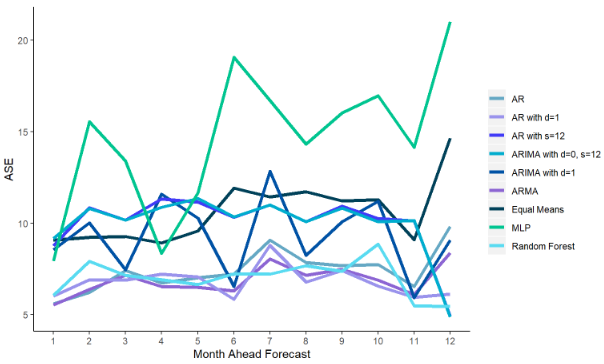 20
15
10
5
ASE
1 2 3 4 5 6 7 8 9 10 11 12
Month Ahead Forecast
AR
AR with d=1
AR with s=12
ARIMA with d=0, s=12
ARIMA with d=1
ARMA
Equal Means
MLP
Random Forest